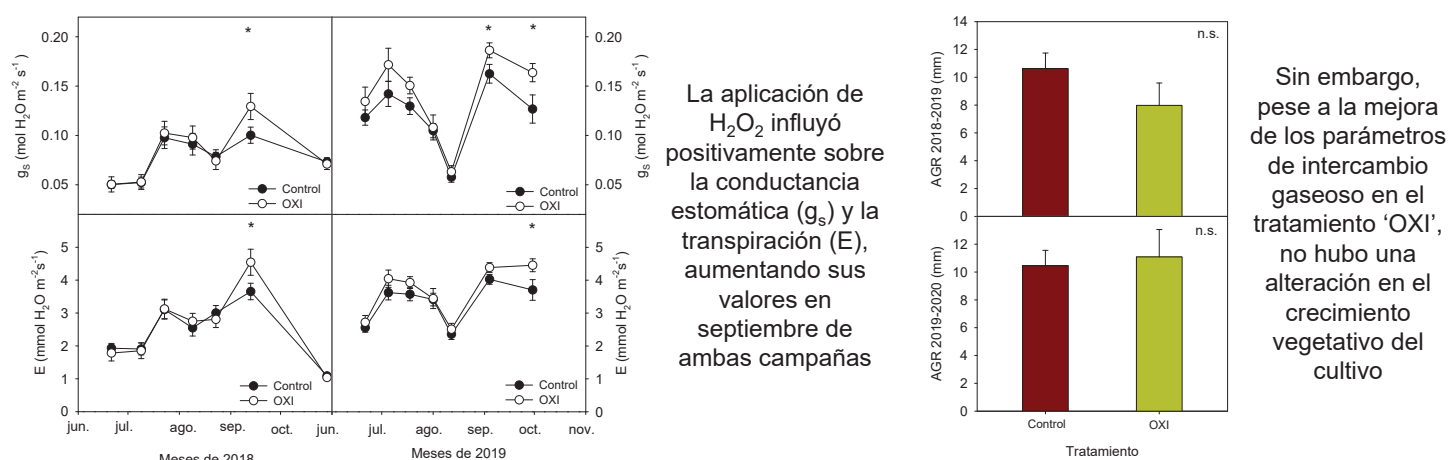 0.20
0.15
0.10
0.05
gS (mol H2O m-2 s-1)
*
Control
OXI
* *
0.20
0.15
0.10
0.05
gS (mol H2O m-2 s-1)
Control
OXI
5
4
3
2
1
0
E (mmol H2O m-2s-1)
*
Control
OXI
*
5
4
3
2
1
0
E (mmol H2O m-2s-1)
Control
OXI
jun. jul. ago. sep. oct. jun. jul. ago. sep. oct. nov.
Meses de 2018
Meses de 2019
La aplicación de
H2O2 influyó
positivamente sobre
la conductancia
estomática (gs) y la
transpiración (E),
aumentando sus
valores en
septiembre de
ambas campañas
14
12
10
8
6
4
2
0
AGR 2018-2019 (mm)
n.s.
12
10
8
6
4
2
0
AGR 2019-2020 (mm)
n.s.
Control OXI
Tratamiento
Sin embargo,
pese a la mejora
de los parámetros
de intercambio
gaseoso en el
tratamiento ‘OXI’,
no hubo una
alteración en el
crecimiento
vegetativo del
cultivo